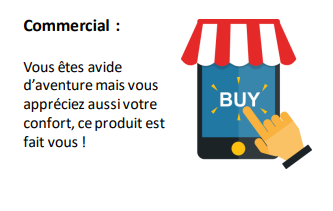 Commercial :
Vous êtes avide
d'aventure mais vous
appréciez aussi votre
confort, ce produit est
fait vous !
BUY